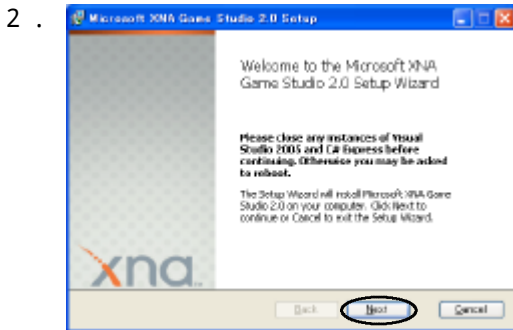 2 .
Microsoft XNA Game Studio 2.0 Setup
Welcome to the Microsoft XNA
Game Studio 2.0 Setup Wizard
Please close any instances of Visual
Studio 2005 and C# Express before
continuing. Otherwise you may be asked
to reboot.
The Setup Wizard will install Microsoft XNA Game
Studio 2.0 on your computer. Click Next to
continue or Cancel to exit the Setup Wizard.
xna
Back Next Cancel